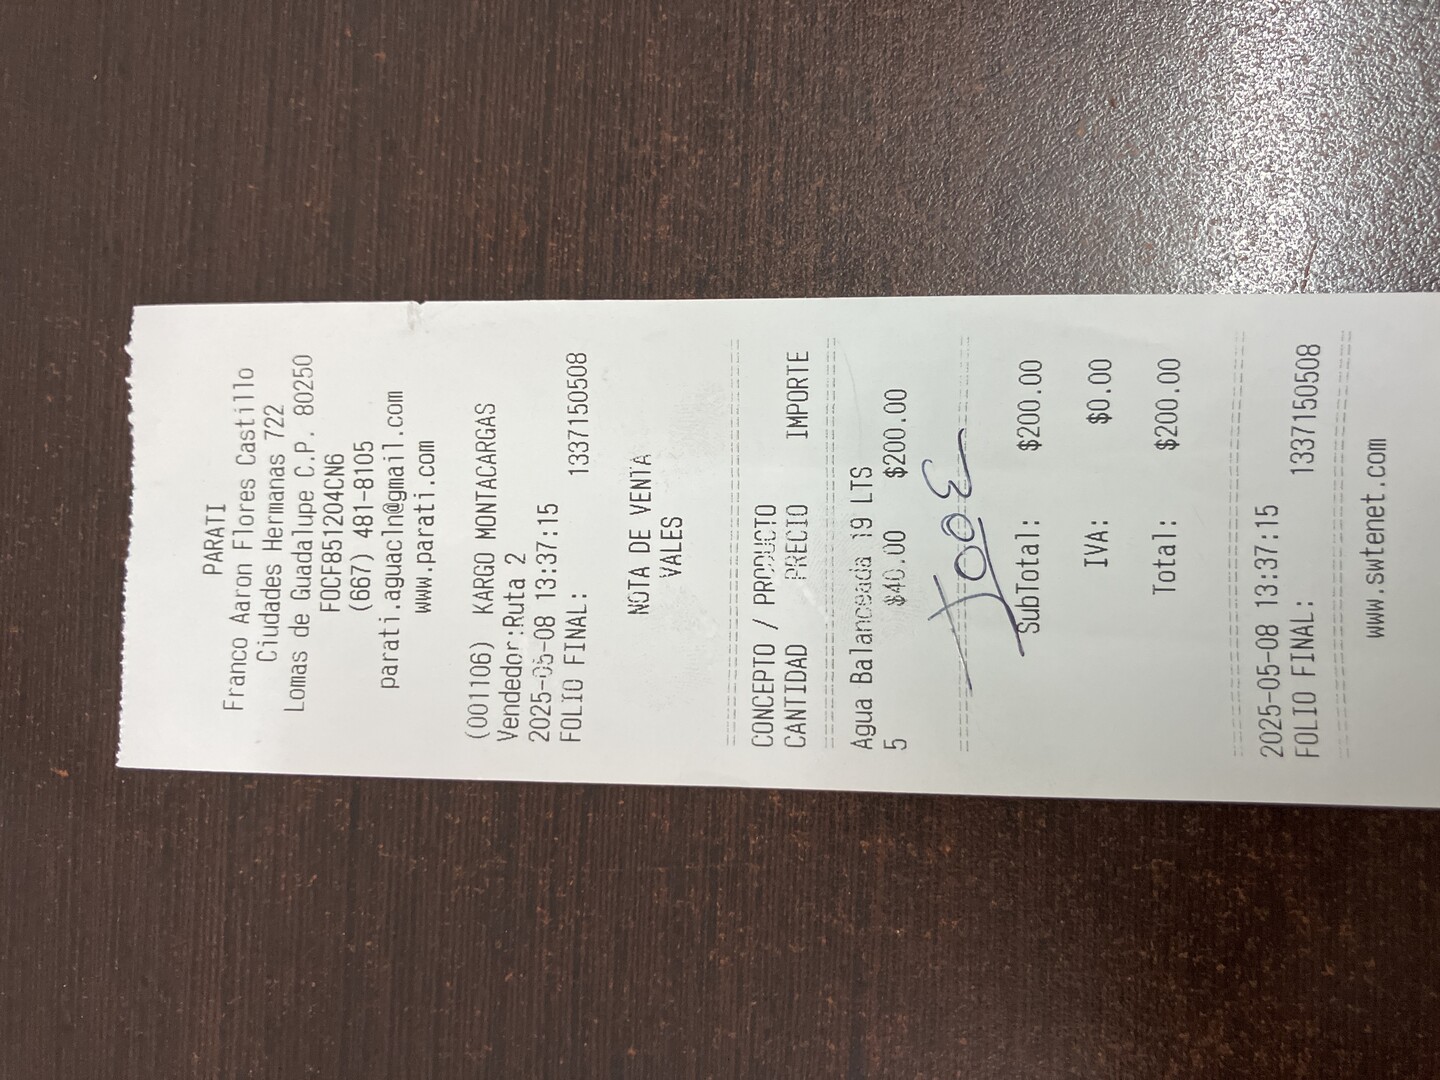 PARATI
Franco Aaron Flores Castillo
Ciudades Hermanas 722
Lomas de Guadalupe C.P. 80250
FOCF851204CN6
(667) 481-8105
parati.aguacln@gmail.com
www.parati.com
(001106) KARGO MONTACARGAS
Vendedor:Ruta 2
2025-05-08 13:37:15
FOLIO FINAL: 1337150508
NOTA DE VENTA
VALES
CONCEPTO / PRODUCTO
CANTIDAD PRECIO IMPORTE
Agua Balanceada 19 LTS
5 $40.00 $200.00
SubTotal: $200.00
IVA: $0.00
Total: $200.00
2025-05-08 13:37:15
FOLIO FINAL: 1337150508
www.swtenet.com